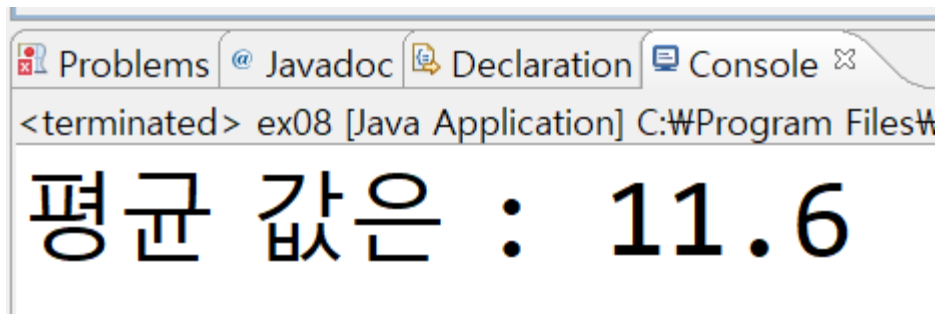 Problems @ Javadoc Declaration Console
<terminated> ex08 [Java Application] C:₩Program Files₩
평균 값은 : 11.6